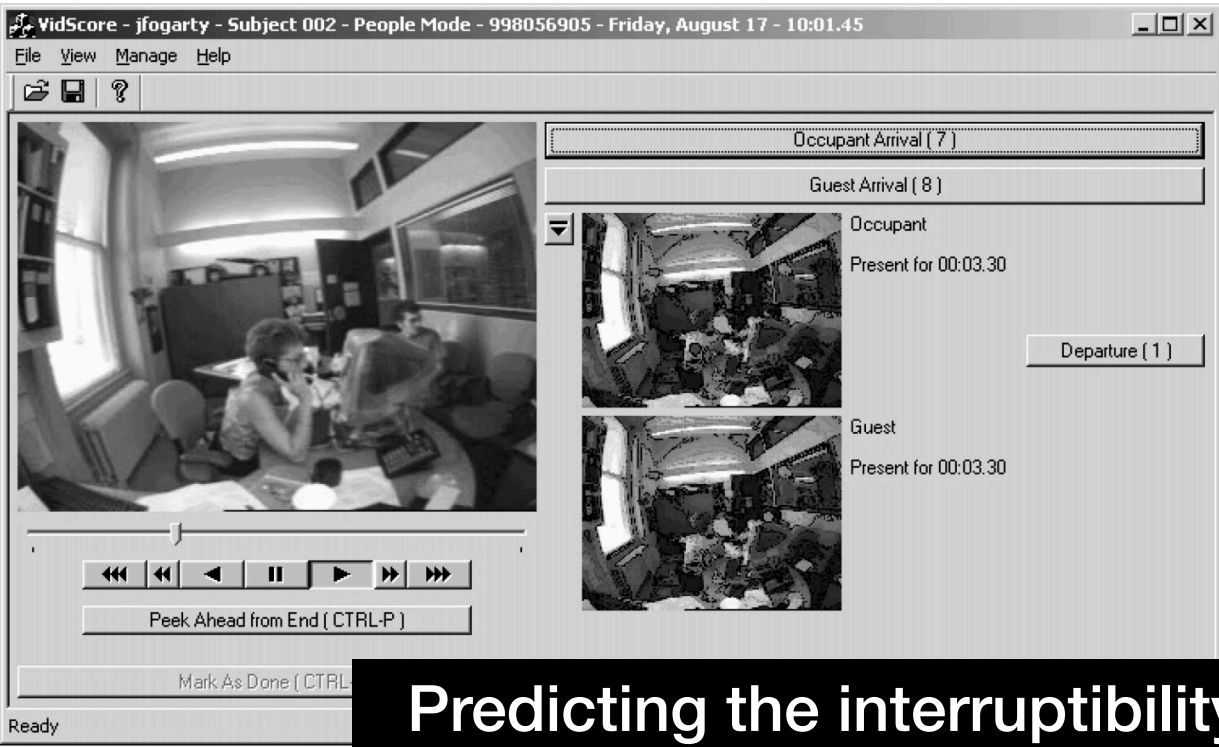 VidScore - jfogarty - Subject 002 - People Mode - 998056905 - Friday, August 17 - 10:01.45
File View Manage Help
Occupant Arrival ( 7 )
Guest Arrival ( 8 )
Occupant
Present for 00:03.30
Departure ( 1 )
Guest
Present for 00:03.30
Peek Ahead from End ( CTRL-P )
Mark As Done ( CTRL-
Ready
Predicting the interruptibility